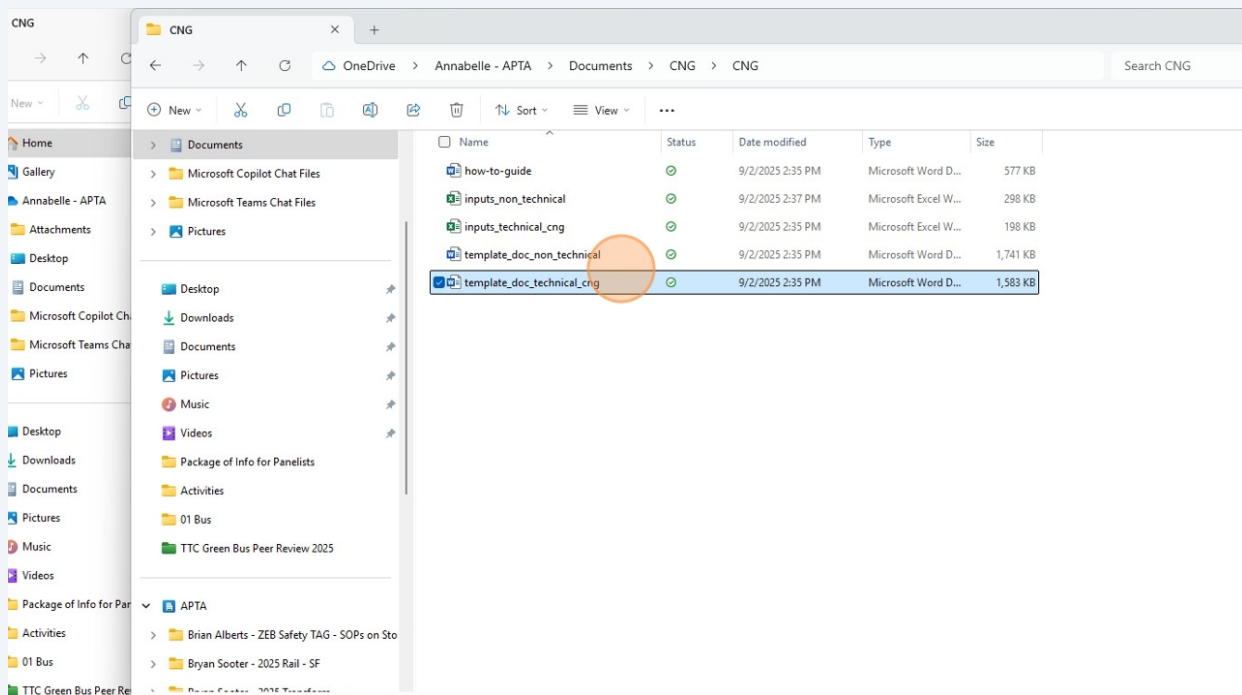 CNG
CNG
OneDrive > Annabelle - APTA > Documents > CNG > CNG
Search CNG
New
New
Sort
View
Home
Gallery
Annabelle - APTA
Attachments
Desktop
Documents
Microsoft Copilot Ch
Microsoft Teams Cha
Pictures
Desktop
Downloads
Documents
Pictures
Music
Videos
Package of Info for Par
Activities
01 Bus
TTC Green Bus Peer Re
Documents
Microsoft Copilot Chat Files
Microsoft Teams Chat Files
Pictures
Desktop
Downloads
Documents
Pictures
Music
Videos
Package of Info for Panelists
Activities
01 Bus
TTC Green Bus Peer Review 2025
APTA
Brian Alberts - ZEB Safety TAG - SOPs on Sto
Bryan Sooter - 2025 Rail - SF
Name Status Date modified Type Size
how-to-guide 9/2/2025 2:35 PM Microsoft Word D... 577 KB
inputs_non_technical 9/2/2025 2:37 PM Microsoft Excel W... 298 KB
inputs_technical_cng 9/2/2025 2:35 PM Microsoft Excel W... 198 KB
template_doc_non_technical 9/2/2025 2:35 PM Microsoft Word D... 1,741 KB
template_doc_technical_cng 9/2/2025 2:35 PM Microsoft Word D... 1,583 KB